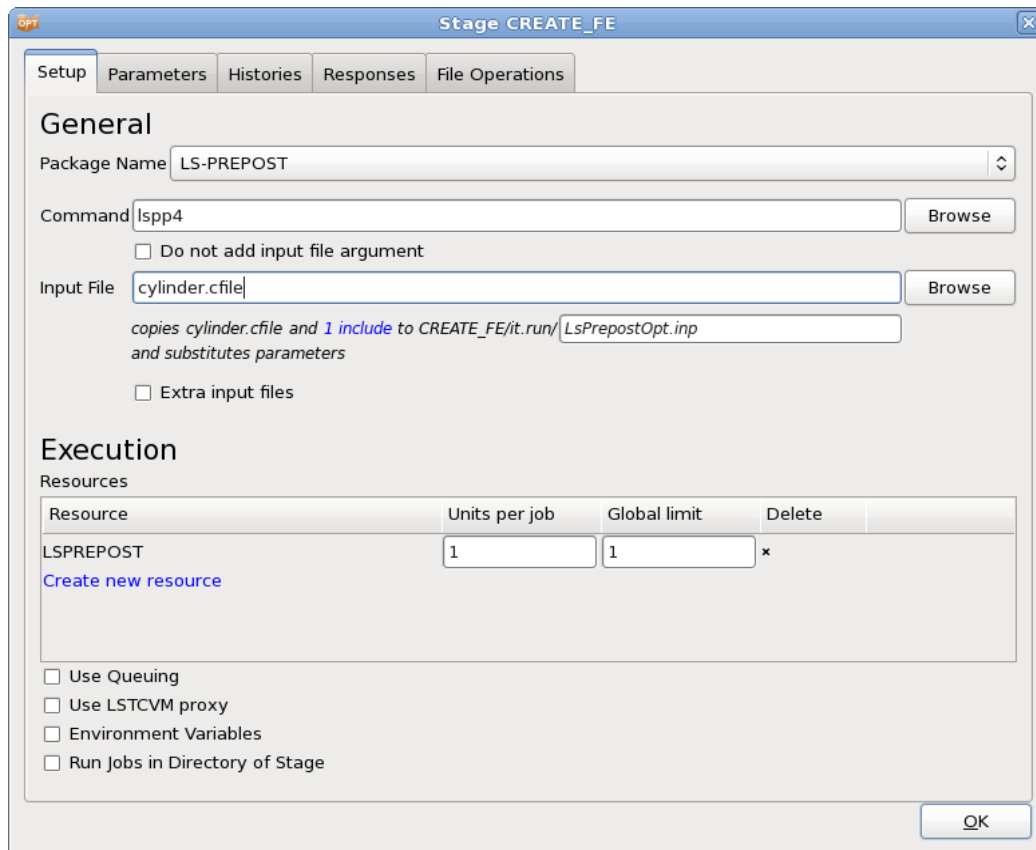 OPT
Stage CREATE_FE
Setup Parameters Histories Responses File Operations
General
Package Name LS-PREPOST
Command lspp4 Browse
Do not add input file argument
Input File cylinder.cfile Browse
copies cylinder.cfile and 1 include to CREATE_FE/it.run/ LsPrepostOpt.inp
and substitutes parameters
Extra input files
Execution
Resources
Resource Units per job Global limit Delete
LSPREPOST 1 1 ×
Create new resource
Use Queuing
Use LSTCVM proxy
Environment Variables
Run Jobs in Directory of Stage
OK